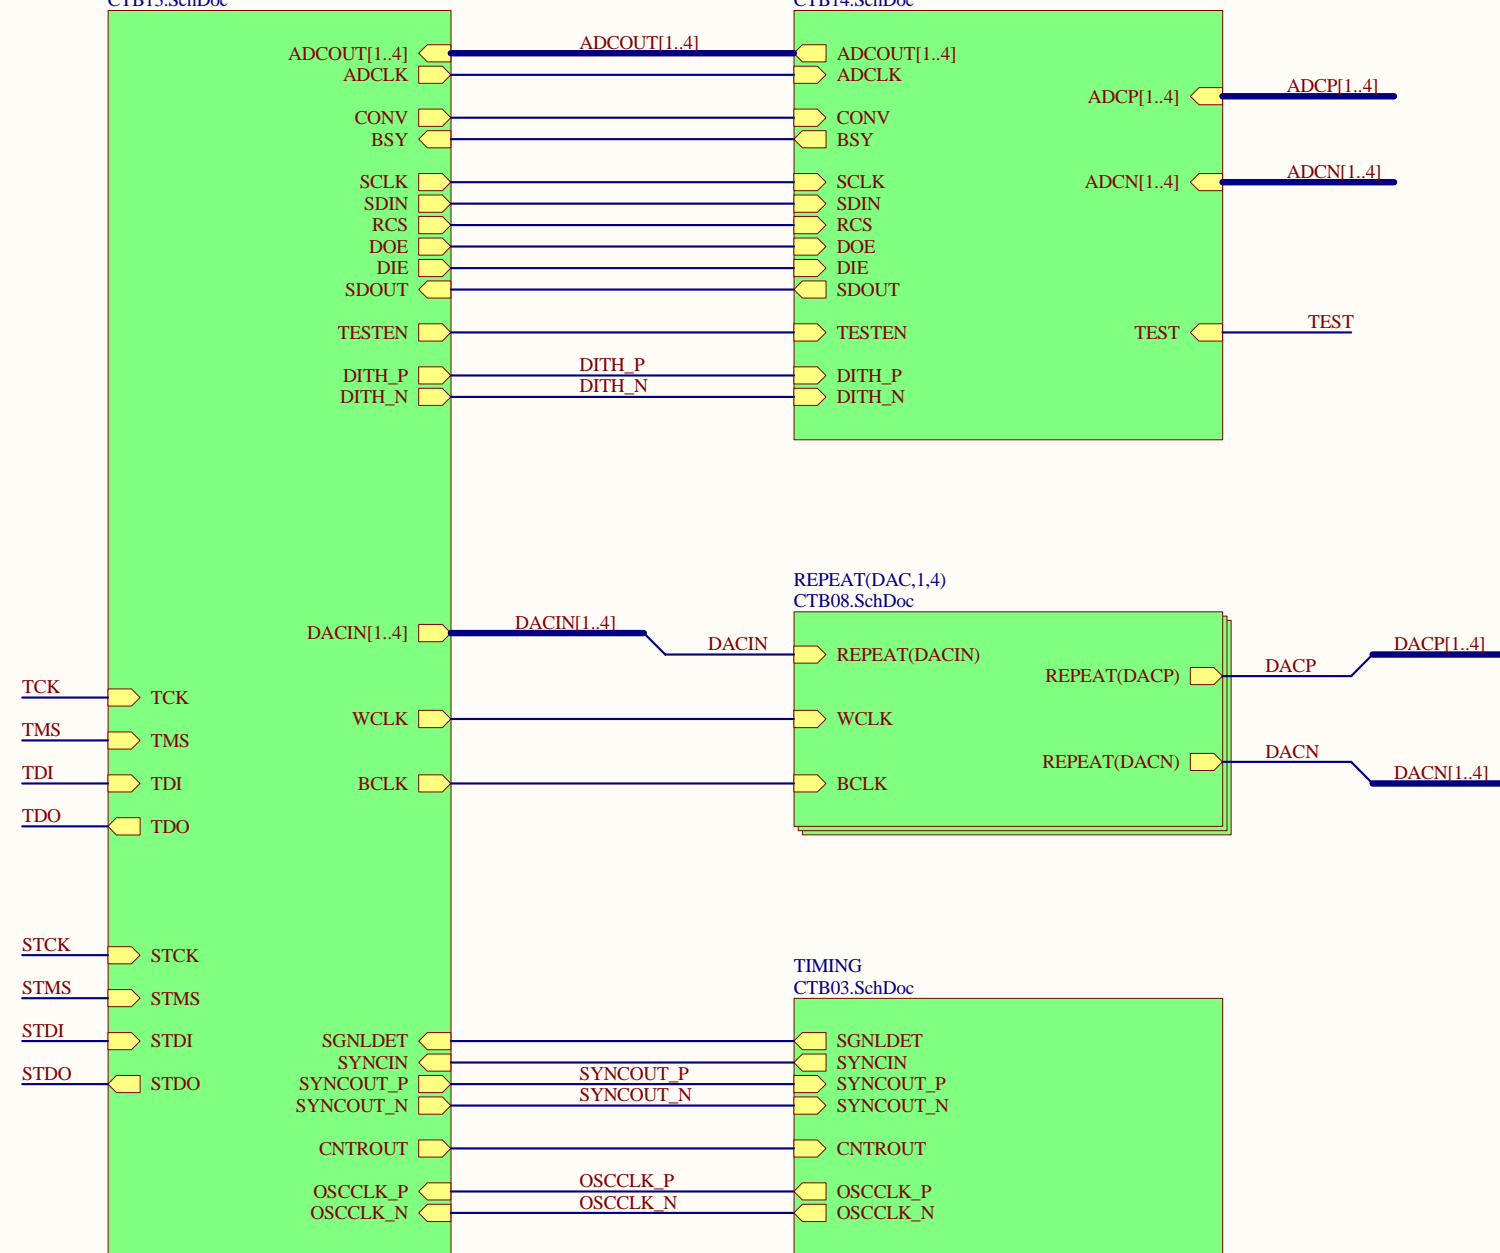 CTB13.SchDoc
CTB14.SchDoc
ADCOUT[1..4]
ADCOUT[1..4]
ADCOUT[1..4]
ADCLK
ADCLK
ADCP[1..4]
ADCP[1..4]
CONV
CONV
BSY
BSY
SCLK
SCLK
ADCN[1..4]
ADCN[1..4]
SDIN
SDIN
RCS
RCS
DOE
DOE
DIE
DIE
SDOUT
SDOUT
TESTEN
TESTEN
TEST
TEST
DITH_P
DITH_P
DITH_P
DITH_N
DITH_N
DITH_N
REPEAT(DAC,1,4)
CTB08.SchDoc
DACIN[1..4]
DACIN[1..4]
DACIN
REPEAT(DACIN)
REPEAT(DACP)
DACP
DACP[1..4]
TCK
TCK
WCLK
WCLK
TMS
TMS
REPEAT(DACN)
DACN
DACN[1..4]
TDI
TDI
BCLK
BCLK
TDO
TDO
STCK
STCK
TIMING
CTB03.SchDoc
STMS
STMS
STDI
STDI
SGNLDET
SGNLDET
SYNCIN
SYNCIN
STDO
STDO
SYNCOUT_P
SYNCOUT_P
SYNCOUT_P
SYNCOUT_N
SYNCOUT_N
SYNCOUT_N
CNTROUT
CNTROUT
OSCCLK_P
OSCCLK_P
OSCCLK_P
OSCCLK_N
OSCCLK_N
OSCCLK_N